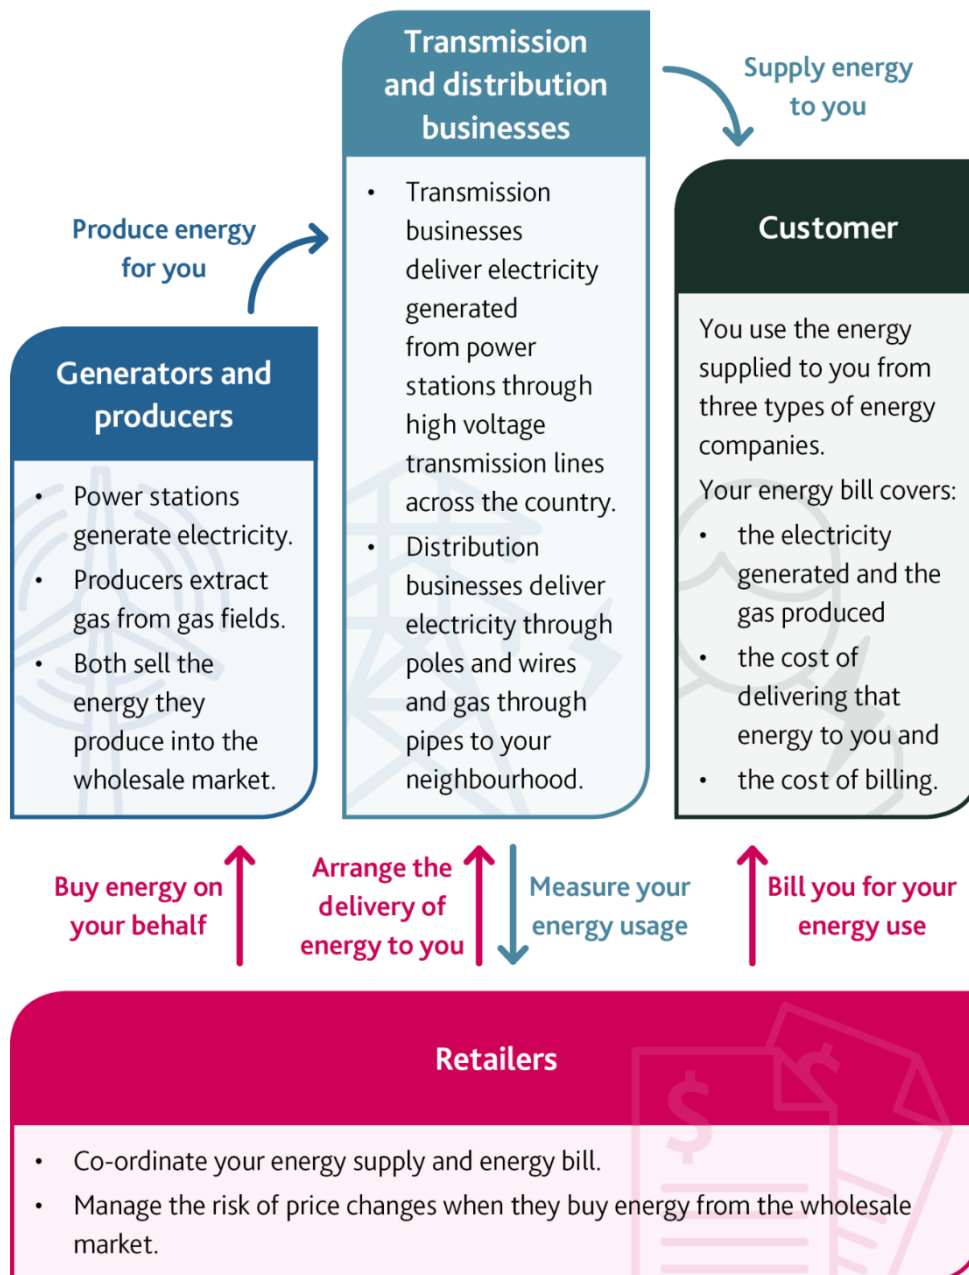 Transmission
and distribution
businesses
Supply energy
to you
• Transmission
businesses
deliver electricity
generated
from power
stations through
high voltage
transmission lines
across the country.
• Distribution
businesses deliver
electricity through
poles and wires
and gas through
pipes to your
neighbourhood.
Produce energy
for you
Customer
You use the energy
supplied to you from
three types of energy
companies.
Your energy bill covers:
• the electricity
generated and the
gas produced
• the cost of
delivering that
energy to you and
• the cost of billing.
Generators and
producers
• Power stations
generate electricity.
• Producers extract
gas from gas fields.
• Both sell the
energy they
produce into the
wholesale market.
Buy energy on
your behalf
Arrange the
delivery of
energy to you
Measure your
energy usage
Bill you for your
energy use
Retailers
$
$
• Co-ordinate your energy supply and energy bill.
• Manage the risk of price changes when they buy energy from the wholesale
market.